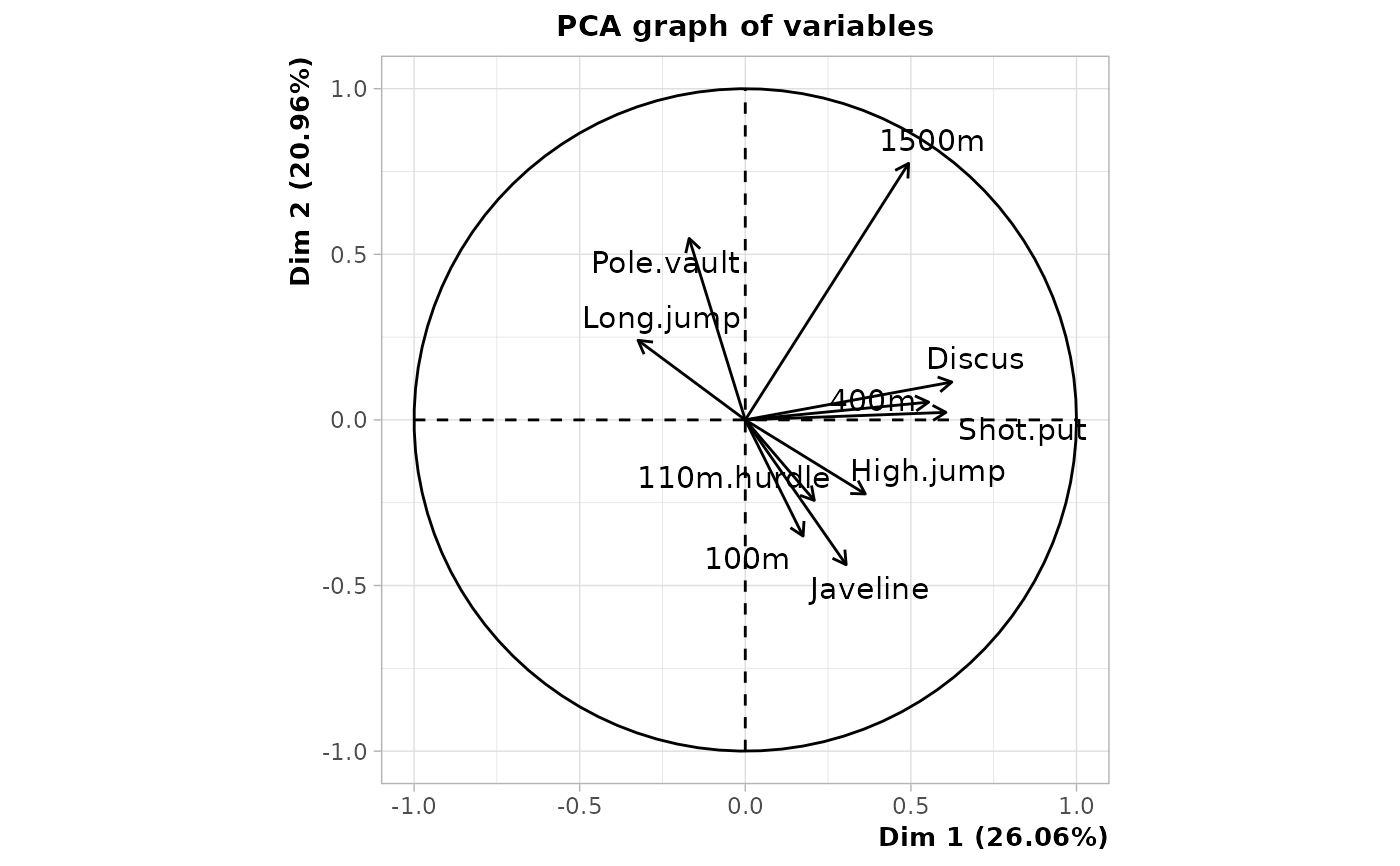 PCA graph of variables
Dim 2 (20.96%)
1.0
0.5
0.0
-0.5
-1.0
1500m
Pole.vault
Long.jump
Discus
400m
Shot.put
High.jump
110m.hurdle
100m
Javeline
-1.0
-0.5
0.0
0.5
1.0
Dim 1 (26.06%)